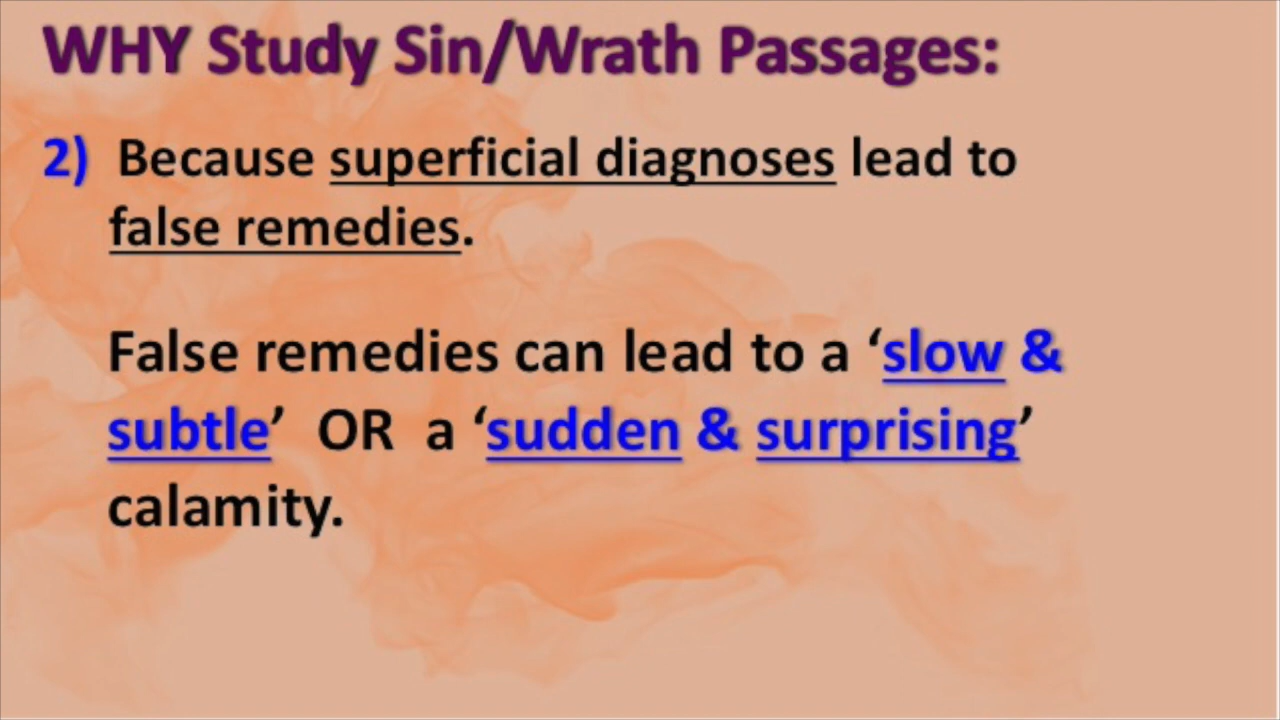 WHY Study Sin/Wrath Passages:
2) Because superficial diagnoses lead to
false remedies.
False remedies can lead to a ‘slow &
subtle’ OR a ‘sudden & surprising’
calamity.